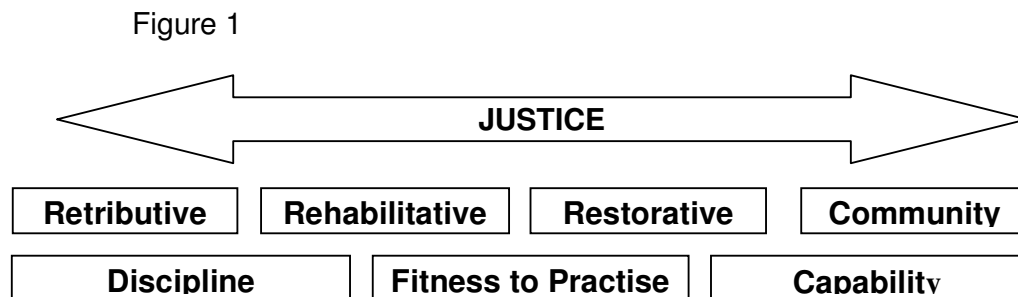 Figure 1
JUSTICE
Retributive Rehabilitative Restorative Community
Discipline Fitness to Practise Capability